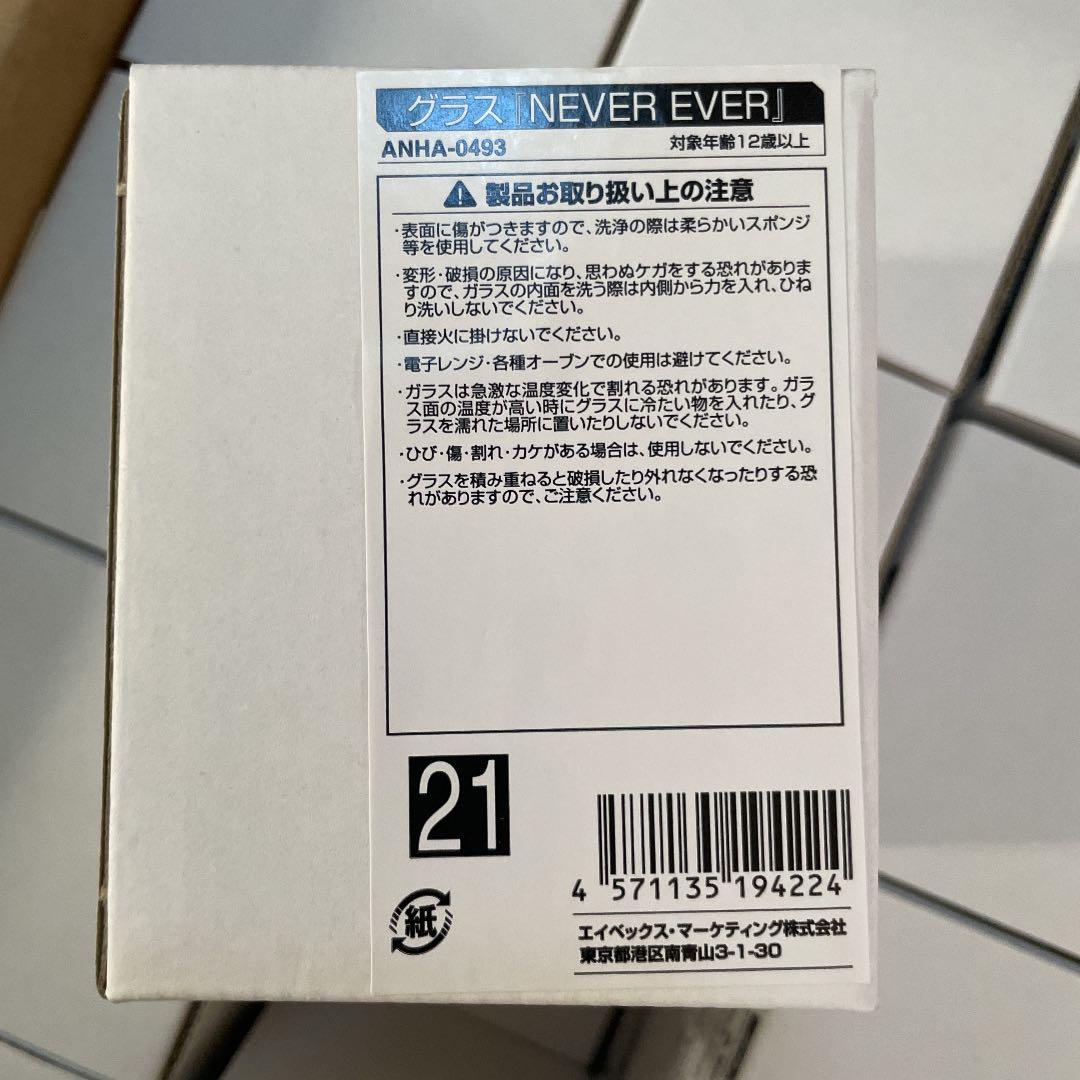 グラス『NEVER EVER』
ANHA-0493
対象年齢12歳以上
製品お取り扱い上の注意
・表面に傷がつきますので、洗浄の際は柔らかいスポンジ
等を使用してください。
・変形・破損の原因になり、思わぬケガをする恐れがありま
すので、ガラスの内面を洗う際は内側から力を入れ、ひね
り洗いしないでください。
・直接火に掛けないでください。
・電子レンジ・各種オーブンでの使用は避けてください。
・ガラスは急激な温度変化で割れる恐れがあります。ガラ
ス面の温度が高い時にグラスに冷たい物を入れたり、グ
ラスを濡れた場所に置いたりしないでください。
・ひび・傷・割れ・カケがある場合は、使用しないでください。
・グラスを積み重ねると破損したり外れなくなったりする恐
れがありますので、ご注意ください。
21
紙
4 571135 194224
エイベックス・マーケティング株式会社
東京都港区南青山3-1-30